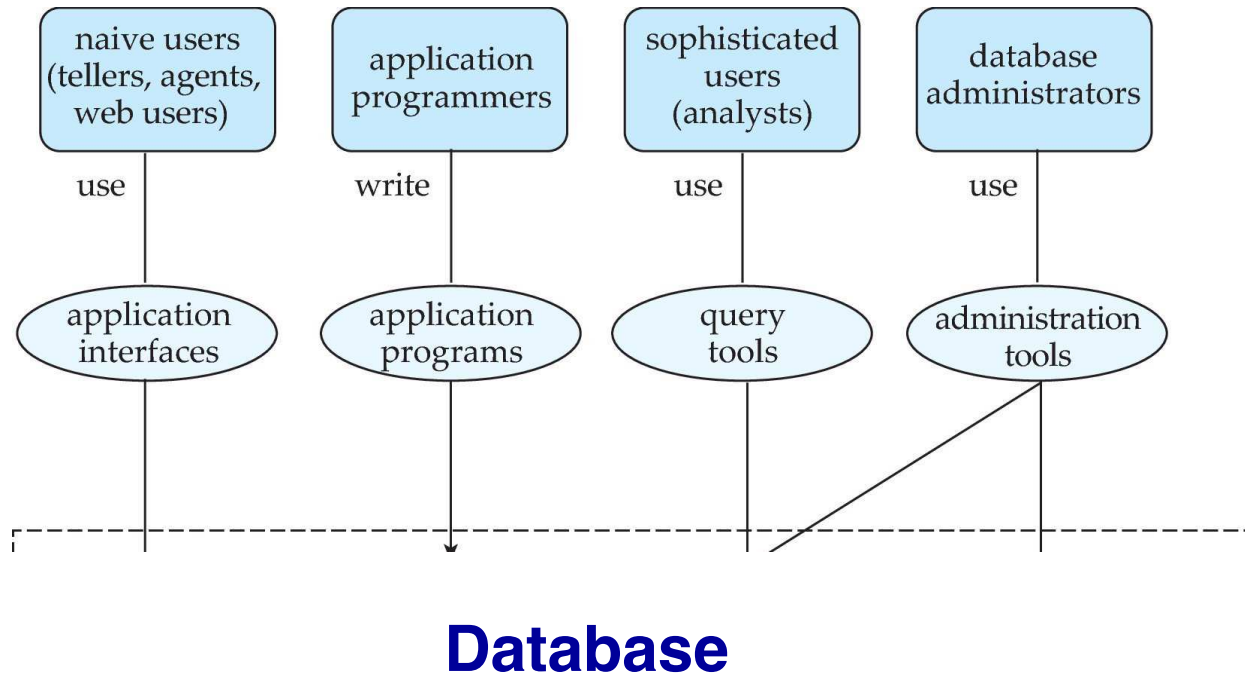 naive users
(tellers, agents,
web users)
application
programmers
sophisticated
users
(analysts)
database
administrators
use
write
use
use
application
interfaces
application
programs
query
tools
administration
tools
Database